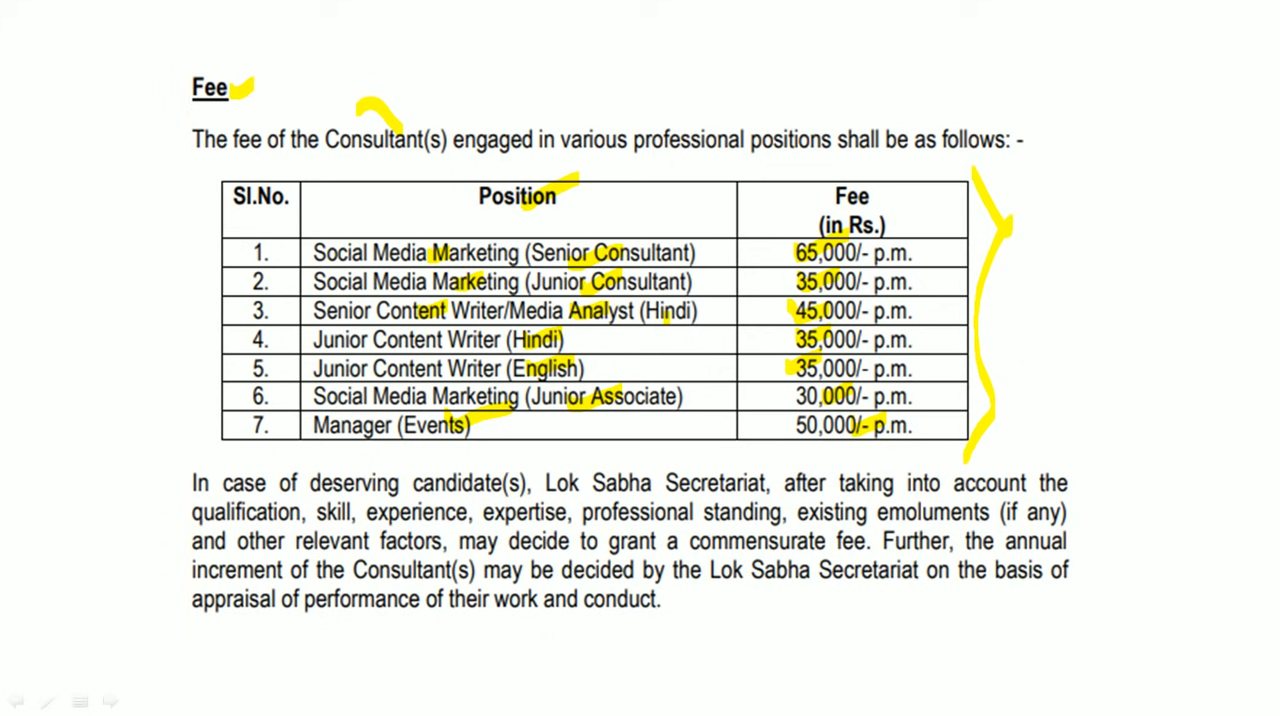 Fee
The fee of the Consultant(s) engaged in various professional positions shall be as follows: -
Sl.No. Position Fee
(in Rs.)
1. Social Media Marketing (Senior Consultant) 65,000/- p.m.
2. Social Media Marketing (Junior Consultant) 35,000/- p.m.
3. Senior Content Writer/Media Analyst (Hindi) 45,000/- p.m.
4. Junior Content Writer (Hindi) 35,000/- p.m.
5. Junior Content Writer (English) 35,000/- p.m.
6. Social Media Marketing (Junior Associate) 30,000/- p.m.
7. Manager (Events) 50,000/- p.m.
In case of deserving candidate(s), Lok Sabha Secretariat, after taking into account the
qualification, skill, experience, expertise, professional standing, existing emoluments (if any)
and other relevant factors, may decide to grant a commensurate fee. Further, the annual
increment of the Consultant(s) may be decided by the Lok Sabha Secretariat on the basis of
appraisal of performance of their work and conduct.